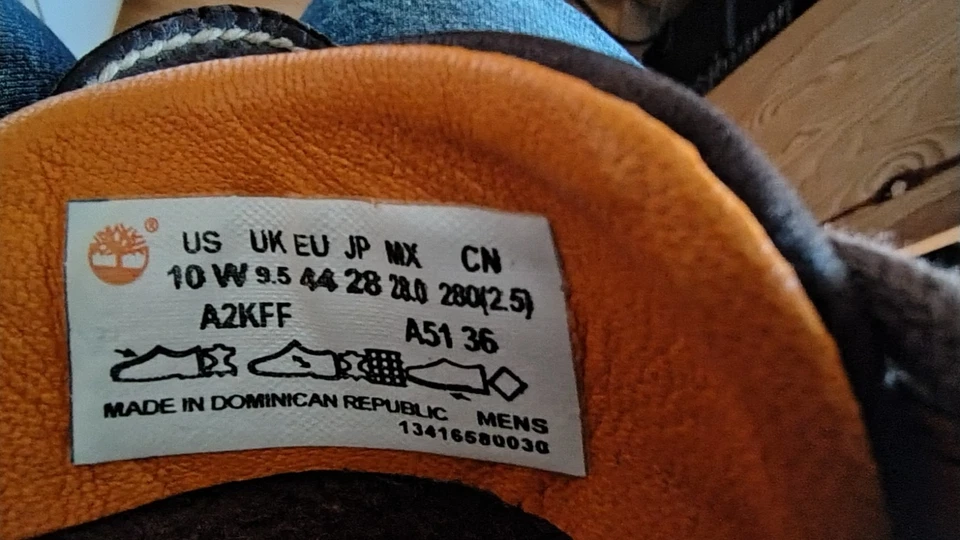 ®
US UK EU JP MX CN
10 W 9.5 44 28 28.0 280(2.5)
A2KFF A51 36
MADE IN DOMINICAN REPUBLIC MENS
13416580030